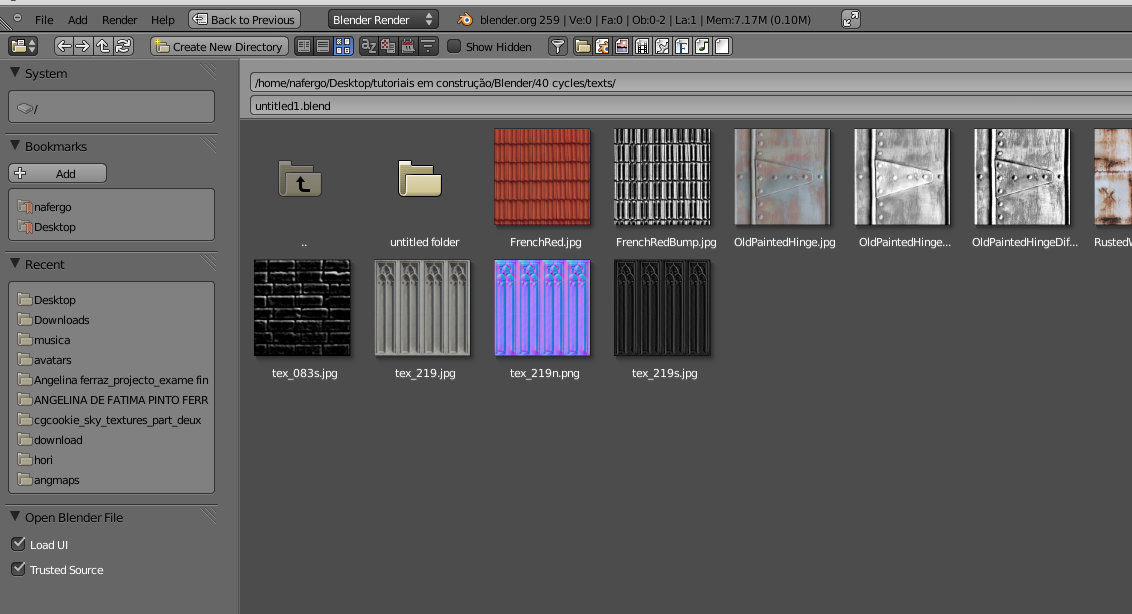 File Add Render Help Back to Previous Blender Render blender.org 259 | Ve:0 | Fa:0 | Ob:0-2 | La:1 | Mem:7.17M (0.10M)
Create New Directory Show Hidden
System
/
Bookmarks
Add
nafergo
Desktop
Recent
Desktop
Downloads
musica
avatars
Angelina ferraz_projecto_exame fin
ANGELINA DE FATIMA PINTO FERR
cgcookie_sky_textures_part_deux
download
hori
angmaps
Open Blender File
Load UI
Trusted Source
/home/nafergo/Desktop/tutoriais em construção/Blender/40 cycles/texts/
untitled1.blend
.. untitled folder FrenchRed.jpg FrenchRedBump.jpg OldPaintedHinge.jpg OldPaintedHinge... OldPaintedHingeDif... RustedW
tex_083s.jpg tex_219.jpg tex_219n.png tex_219s.jpg